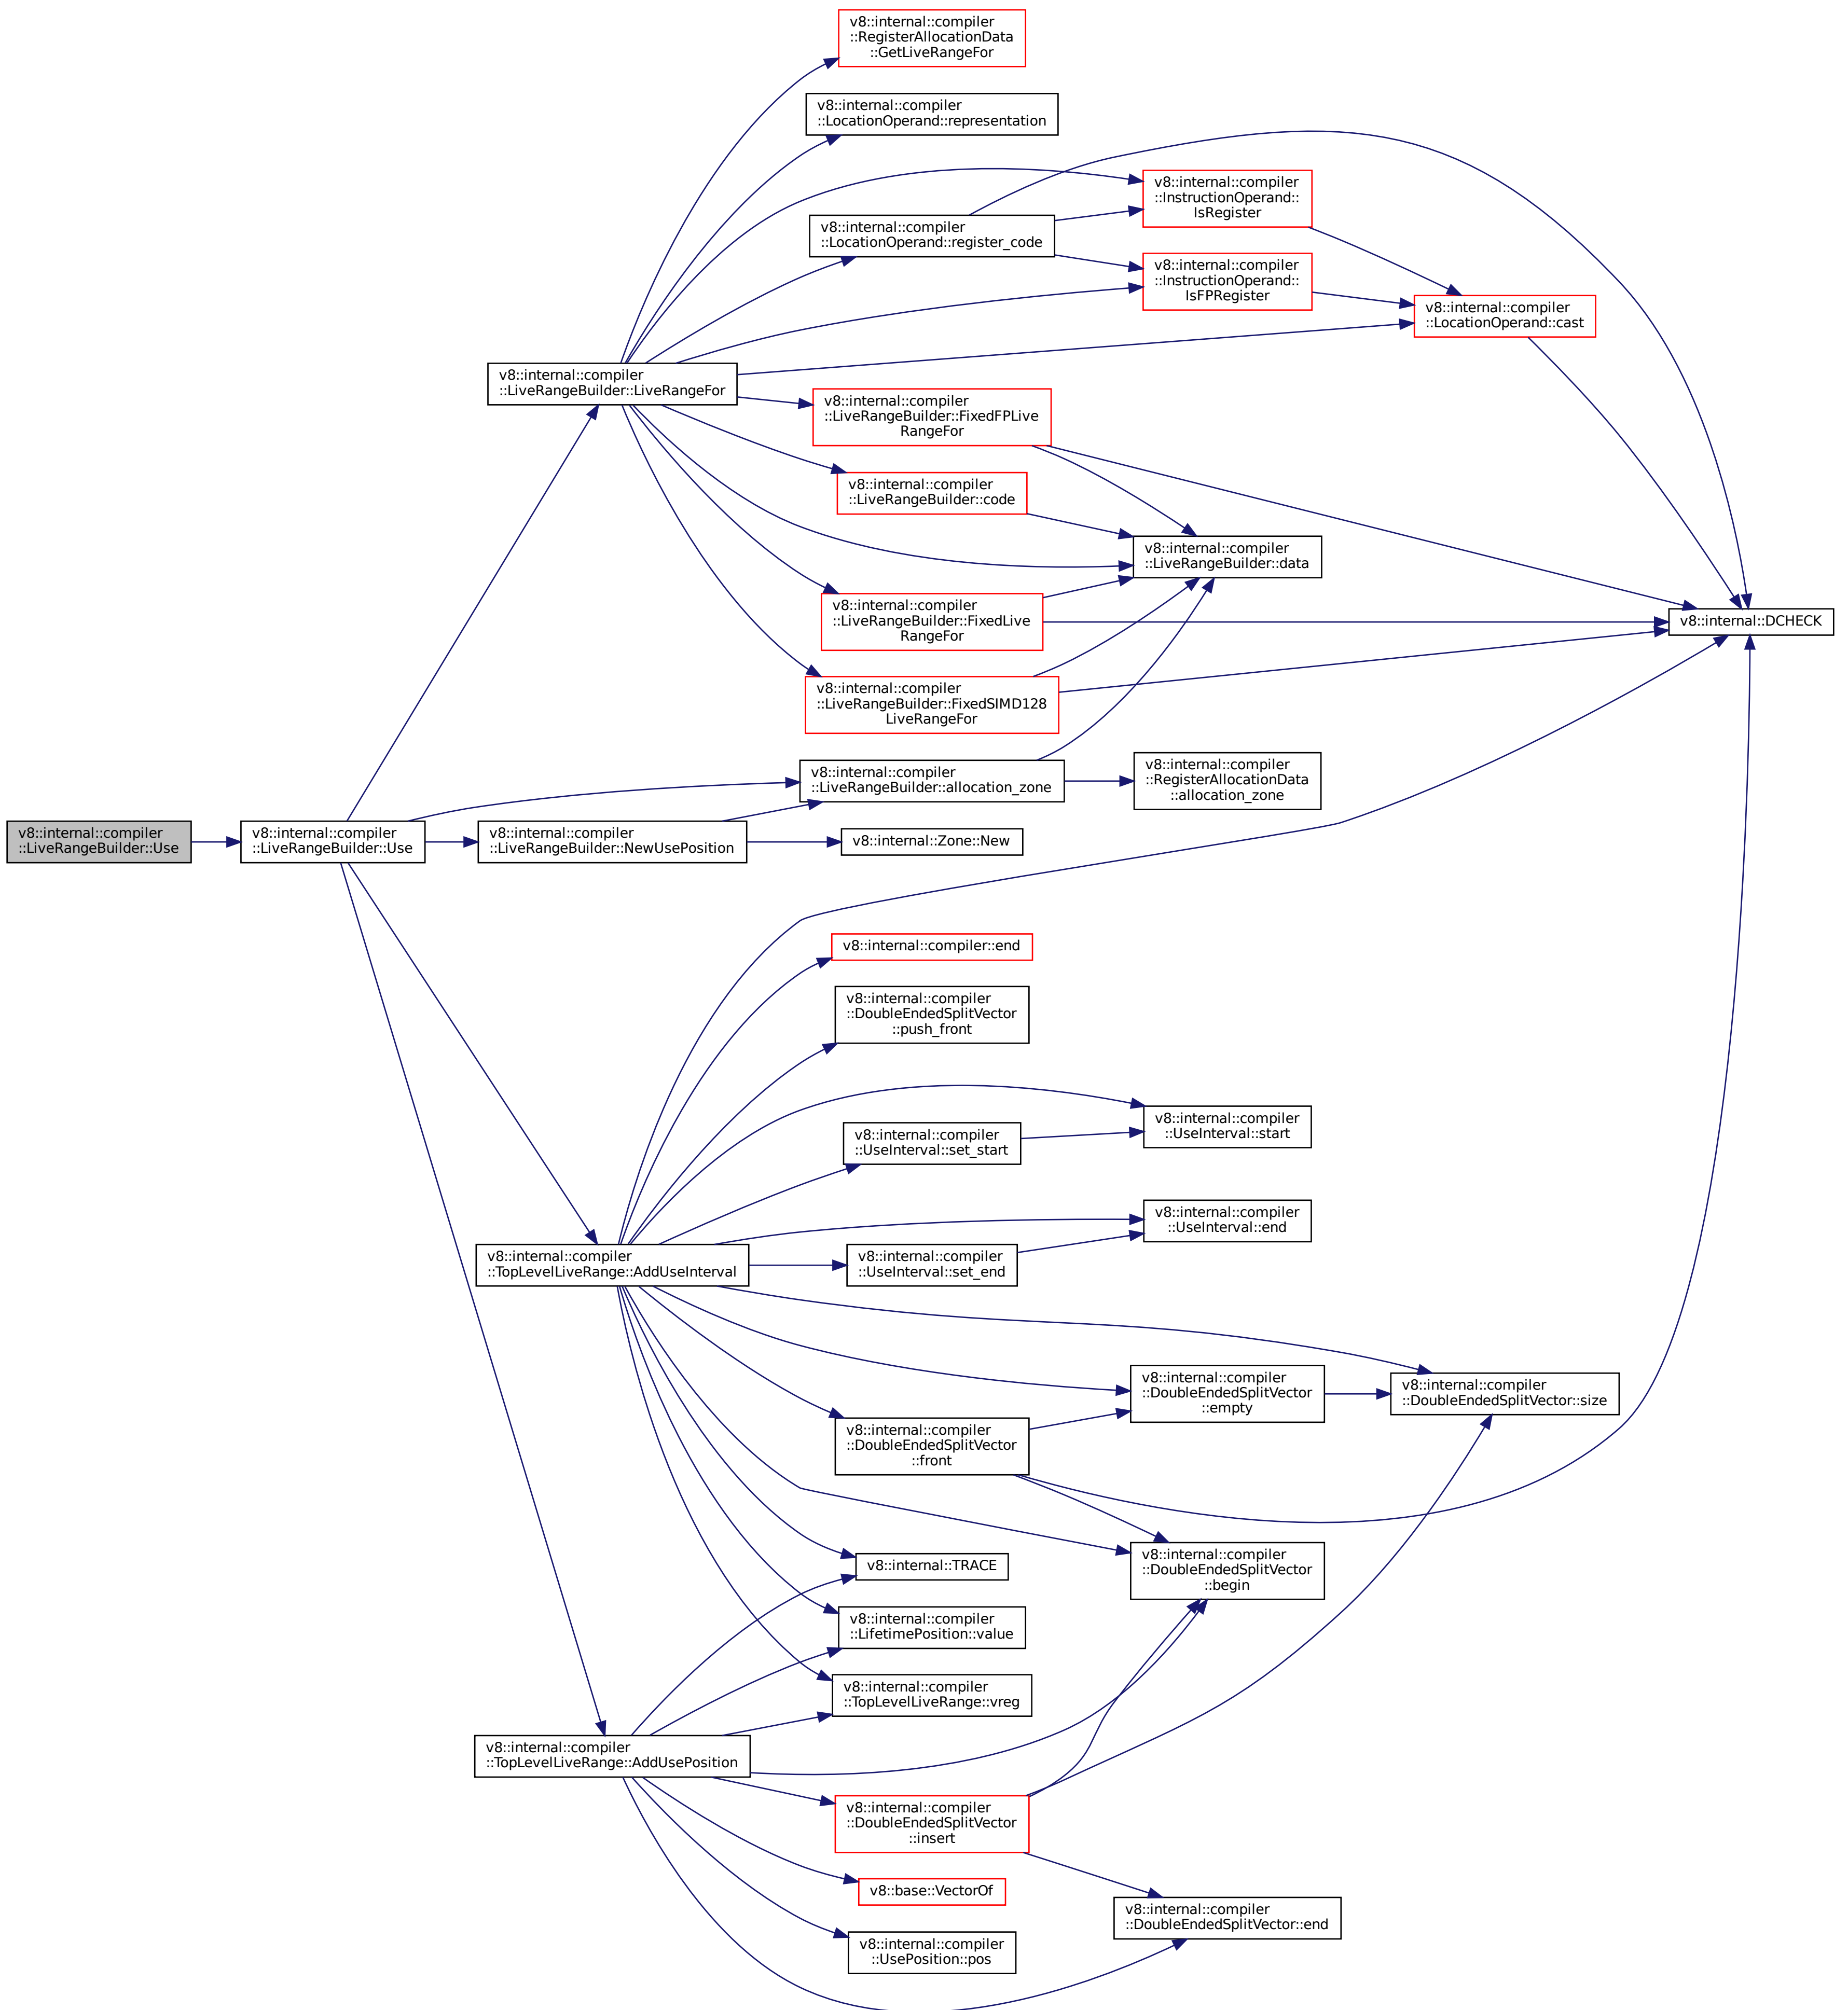 v8::internal::compiler
::RegisterAllocationData
::GetLiveRangeFor
v8::internal::compiler
::LocationOperand::representation
v8::internal::compiler
::InstructionOperand::
IsRegister
v8::internal::compiler
::LocationOperand::register_code
v8::internal::compiler
::InstructionOperand::
IsFPRegister
v8::internal::compiler
::LocationOperand::cast
v8::internal::compiler
::LiveRangeBuilder::LiveRangeFor
v8::internal::compiler
::LiveRangeBuilder::FixedFPLive
RangeFor
v8::internal::compiler
::LiveRangeBuilder::code
v8::internal::compiler
::LiveRangeBuilder::data
v8::internal::compiler
::LiveRangeBuilder::FixedLive
RangeFor
v8::internal::DCHECK
v8::internal::compiler
::LiveRangeBuilder::FixedSIMD128
LiveRangeFor
v8::internal::compiler
::LiveRangeBuilder::allocation_zone
v8::internal::compiler
::RegisterAllocationData
::allocation_zone
v8::internal::compiler
::LiveRangeBuilder::Use
v8::internal::compiler
::LiveRangeBuilder::Use
v8::internal::compiler
::LiveRangeBuilder::NewUsePosition
v8::internal::Zone::New
v8::internal::compiler::end
v8::internal::compiler
::DoubleEndedSplitVector
::push_front
v8::internal::compiler
::UseInterval::start
v8::internal::compiler
::UseInterval::set_start
v8::internal::compiler
::UseInterval::end
v8::internal::compiler
::TopLevelLiveRange::AddUseInterval
v8::internal::compiler
::UseInterval::set_end
v8::internal::compiler
::DoubleEndedSplitVector
::empty
v8::internal::compiler
::DoubleEndedSplitVector::size
v8::internal::compiler
::DoubleEndedSplitVector
::front
v8::internal::compiler
::DoubleEndedSplitVector
::begin
v8::internal::TRACE
v8::internal::compiler
::LifetimePosition::value
v8::internal::compiler
::TopLevelLiveRange::vreg
v8::internal::compiler
::TopLevelLiveRange::AddUsePosition
v8::internal::compiler
::DoubleEndedSplitVector
::insert
v8::base::VectorOf
v8::internal::compiler
::DoubleEndedSplitVector::end
v8::internal::compiler
::UsePosition::pos